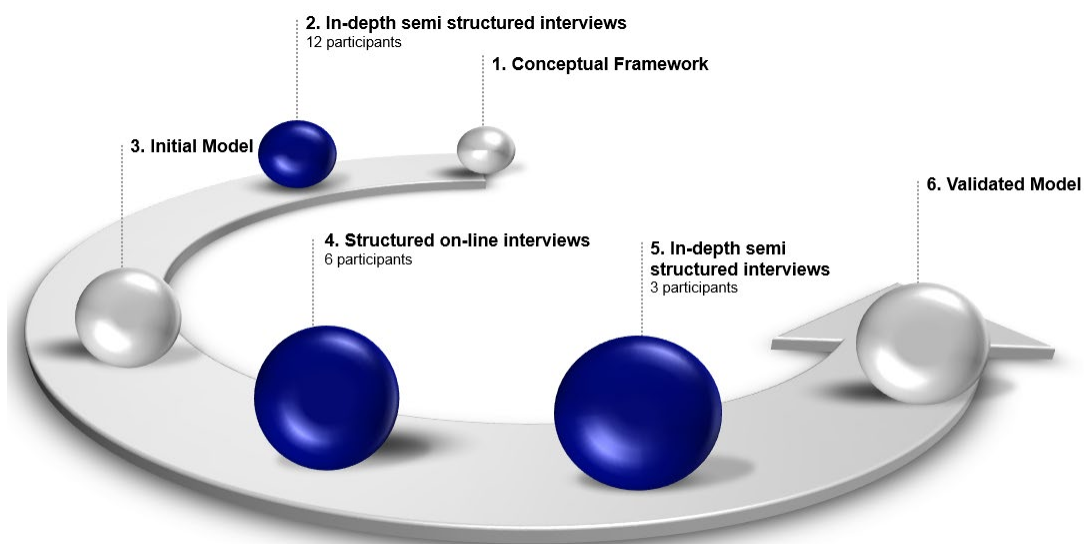 2. In-depth semi structured interviews
12 participants
1. Conceptual Framework
3. Initial Model
6. Validated Model
4. Structured on-line interviews
6 participants
5. In-depth semi
structured interviews
3 participants